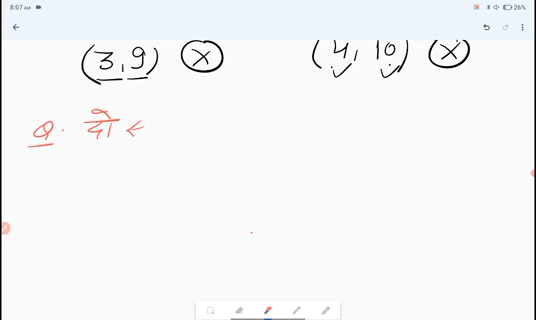 8:07 AM 26%
(3, 9) X (4, 10) X
Q.